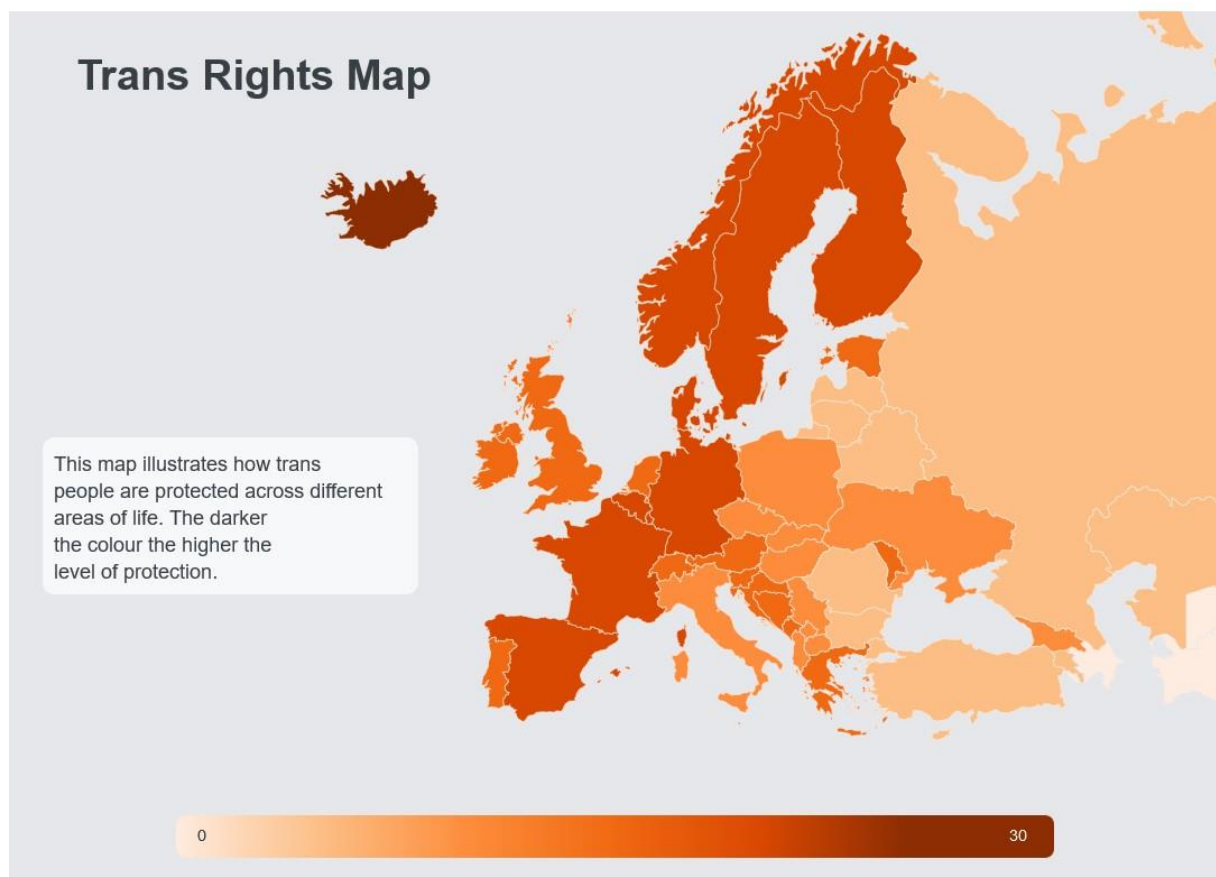 Trans Rights Map
This map illustrates how trans
people are protected across different
areas of life. The darker
the colour the higher the
level of protection.
0
30